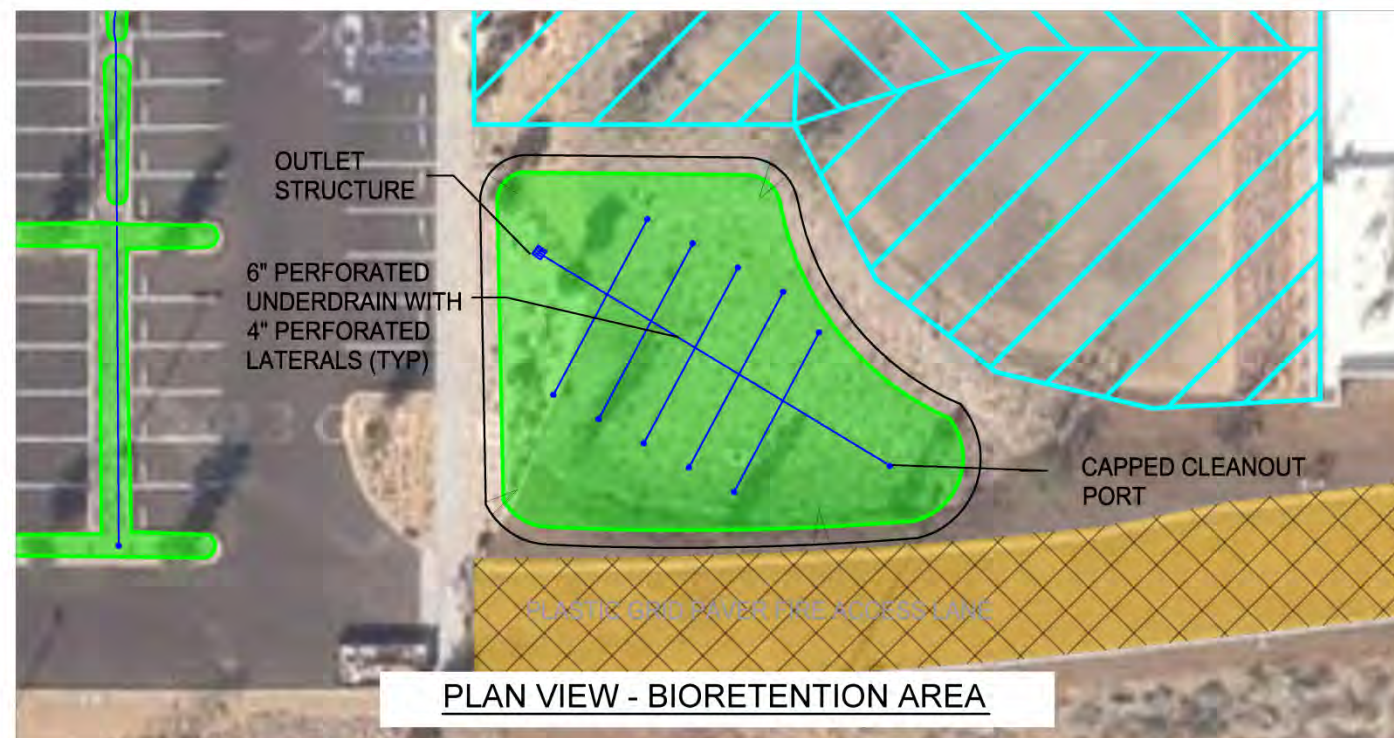 OUTLET
STRUCTURE
6" PERFORATED
UNDERDRAIN WITH
4" PERFORATED
LATERALS (TYP)
CAPPED CLEANOUT
PORT
PLASTIC GRID PAVER FIRE ACCESS LANE
PLAN VIEW - BIORETENTION AREA